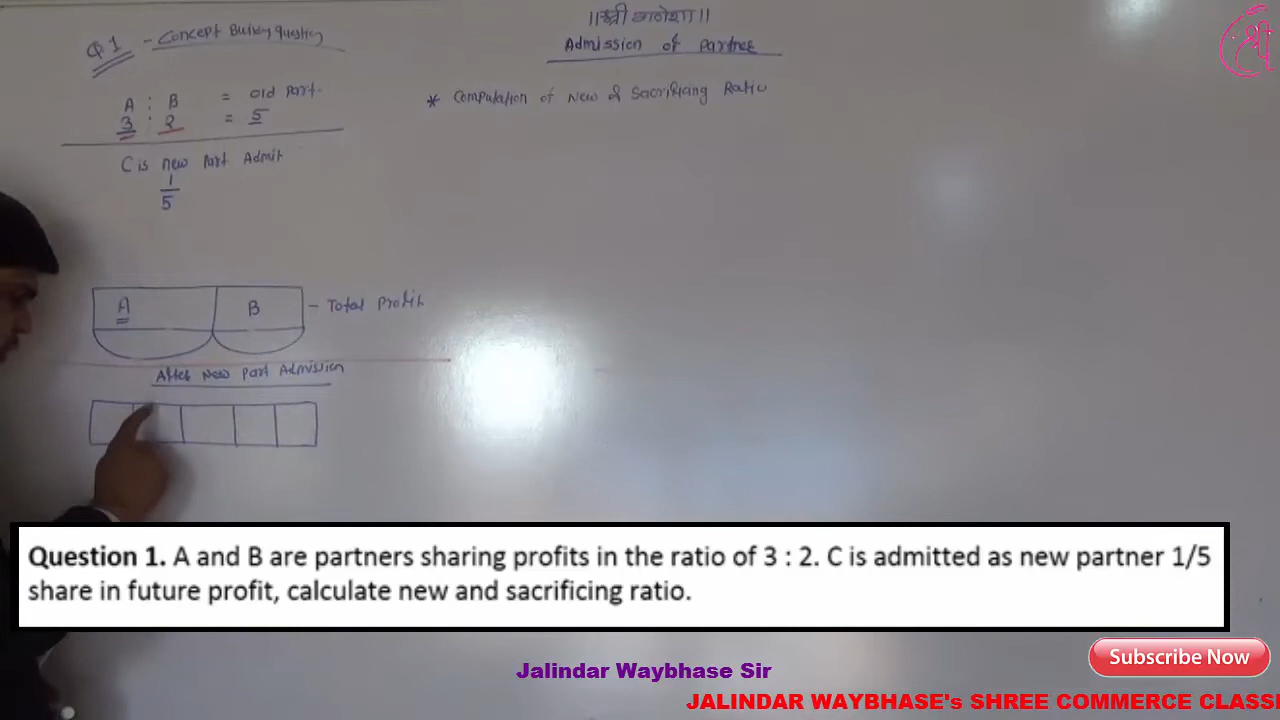 ॥श्री गणेशा॥
Admission of Partner
Q.1 - Concept Building Question
* Computation of New & Sacrificing Ratio
A : B = Old Part.
3 : 2 = 5
C is new Part Admit
1
5
A B - Total Profit
After New Part Admission
Question 1. A and B are partners sharing profits in the ratio of 3 : 2. C is admitted as new partner 1/5
share in future profit, calculate new and sacrificing ratio.
Jalindar Waybhase Sir
Subscribe Now
JALINDAR WAYBHASE's SHREE COMMERCE CLASS
श्री